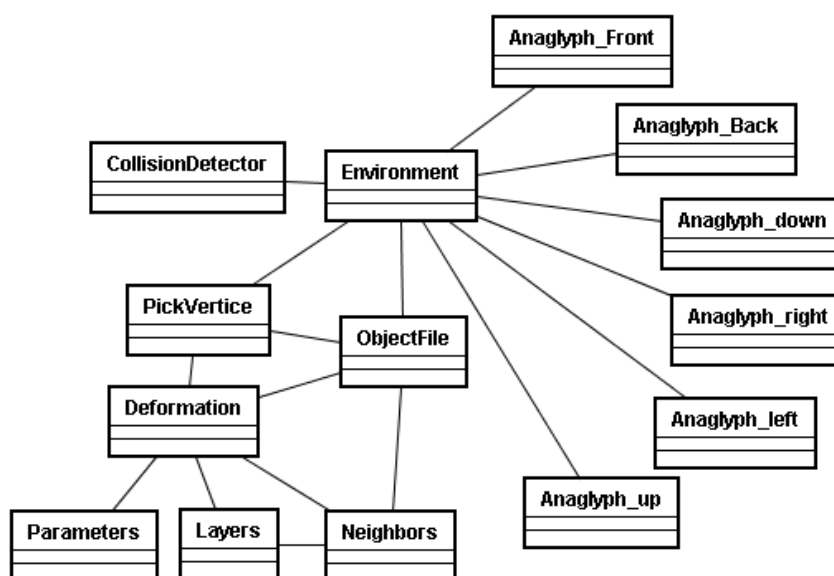 Anaglyph_Front
Anaglyph_Back
CollisionDetector
Environment
Anaglyph_down
PickVertice
Anaglyph_right
ObjectFile
Deformation
Anaglyph_left
Anaglyph_up
Parameters
Layers
Neighbors